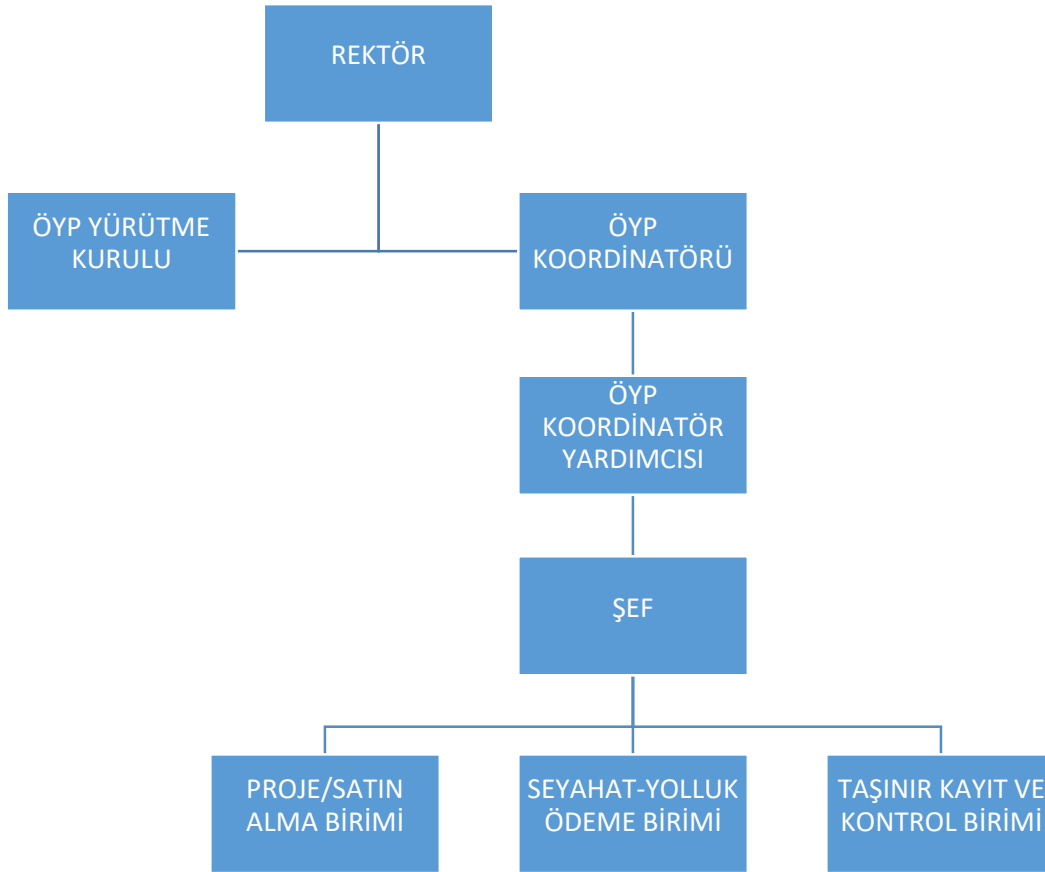 REKTÖR
ÖYP YÜRÜTME
KURULU
ÖYP
KOORDİNATÖRÜ
ÖYP
KOORDİNATÖR
YARDIMCISI
ŞEF
PROJE/SATIN
ALMA BİRİMİ
SEYAHAT-YOLLUK
ÖDEME BİRİMİ
TAŞINIR KAYIT VE
KONTROL BİRİMİ